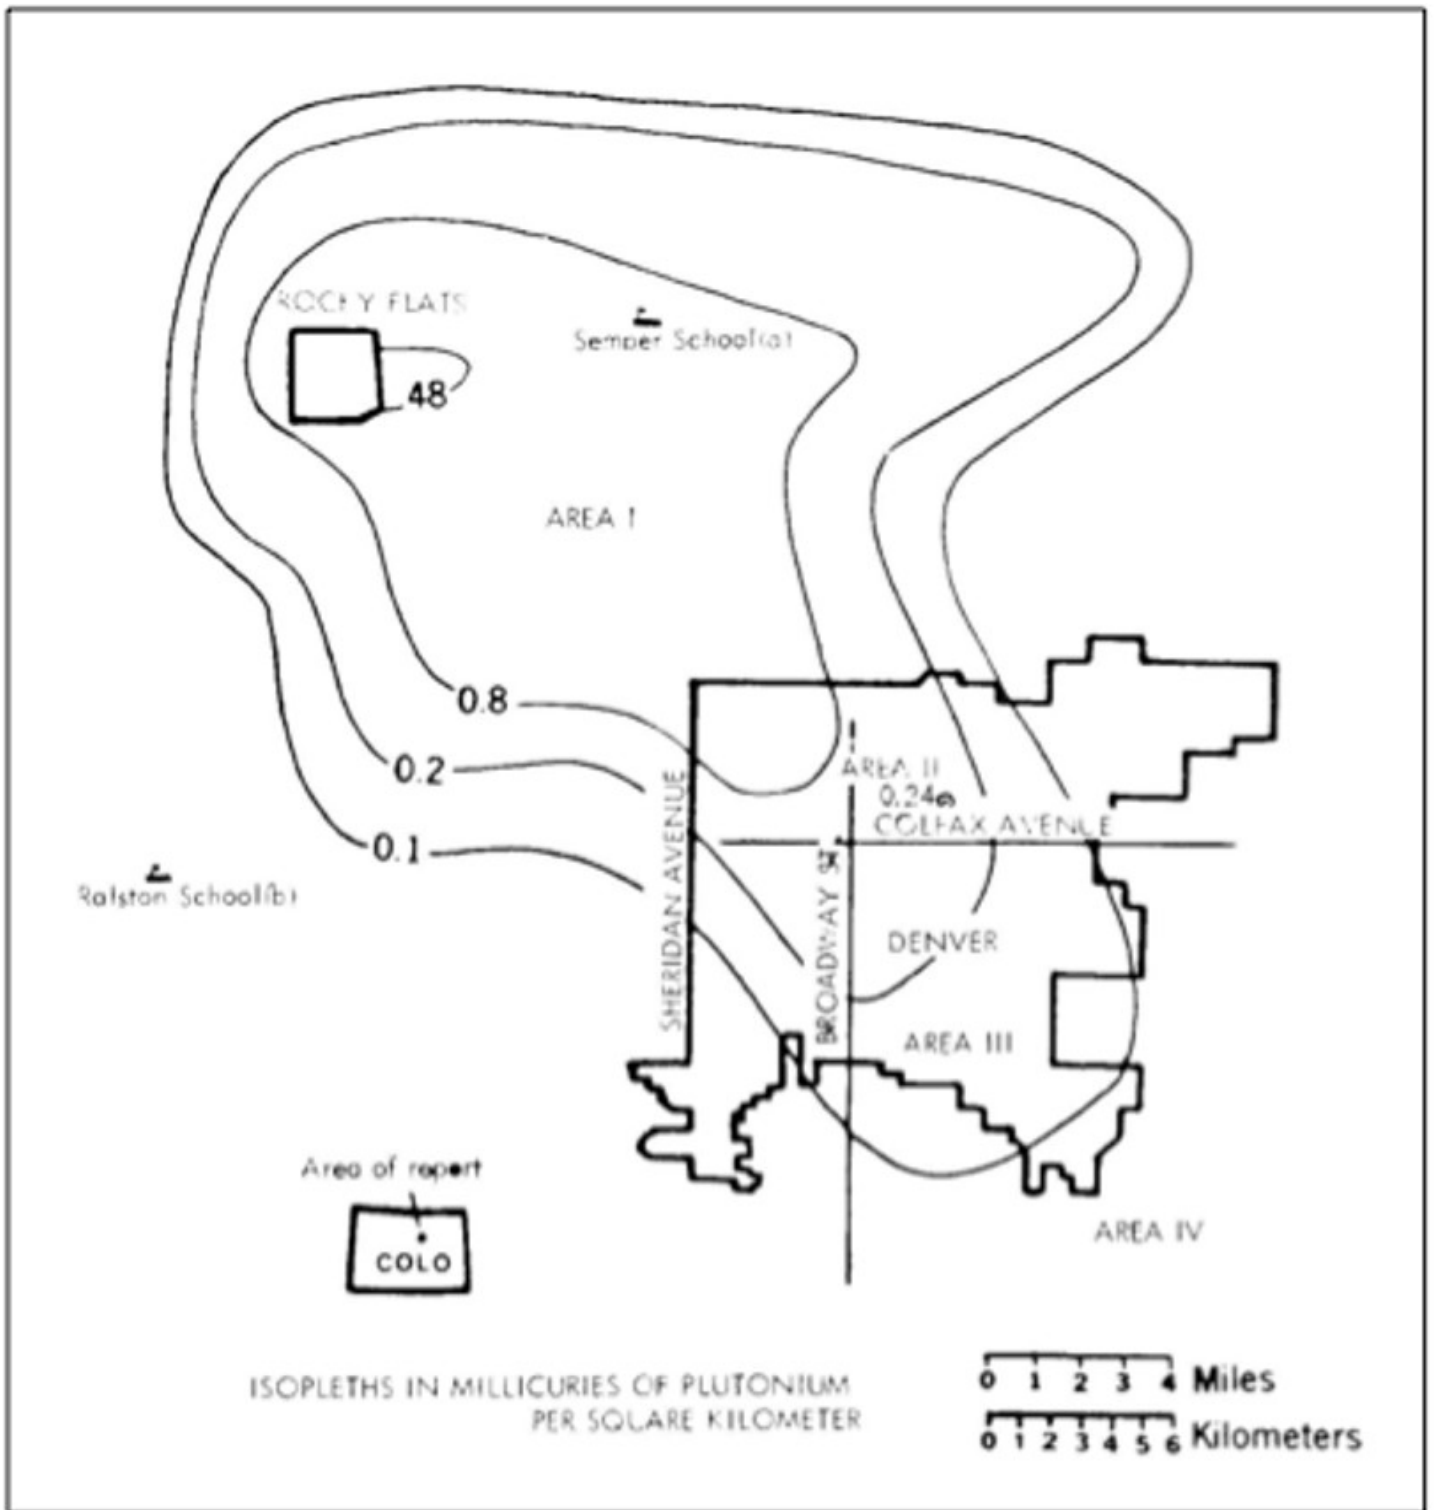 ROCKY FLATS
Semper School(a)
48
AREA I
0.8
0.2
0.1
AREA II
0.24
COLFAX AVENUE
SHERIDAN AVENUE
BROADWAY ST
Ralston School(b)
DENVER
AREA III
Area of report
COLO
AREA IV
ISOPLETHS IN MILLICURIES OF PLUTONIUM
PER SQUARE KILOMETER
0 1 2 3 4 Miles
0 1 2 3 4 5 6 Kilometers